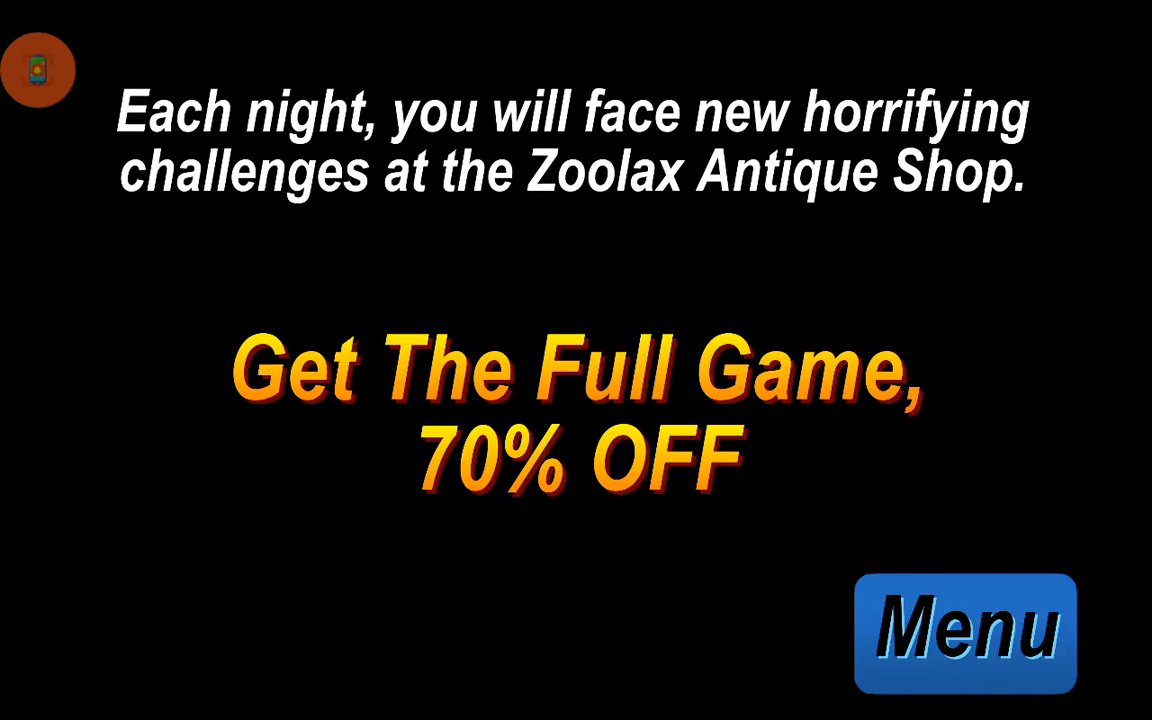 Each night, you will face new horrifying
challenges at the Zoolax Antique Shop.
Get The Full Game,
70% OFF
Menu